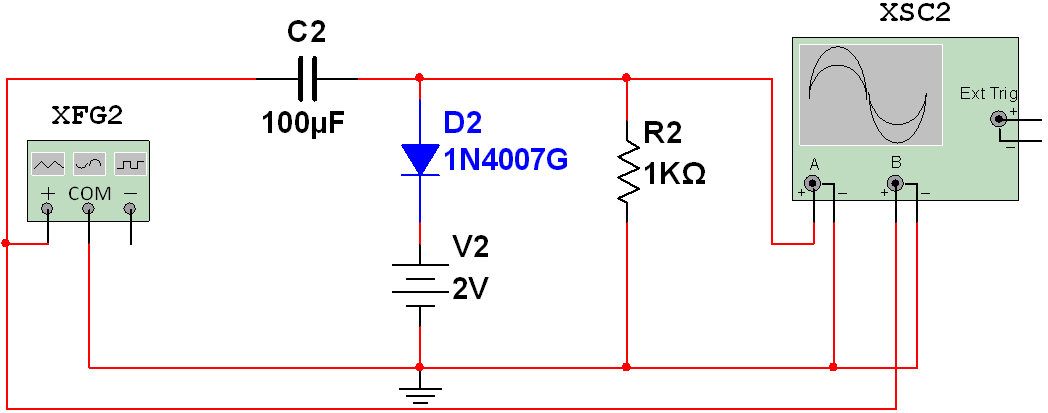 XSC2
C2
Ext Trig
+
100µF
XFG2
D2
1N4007G
R2
1KΩ
−
A
B
+ COM −
+ − + −
V2
2V